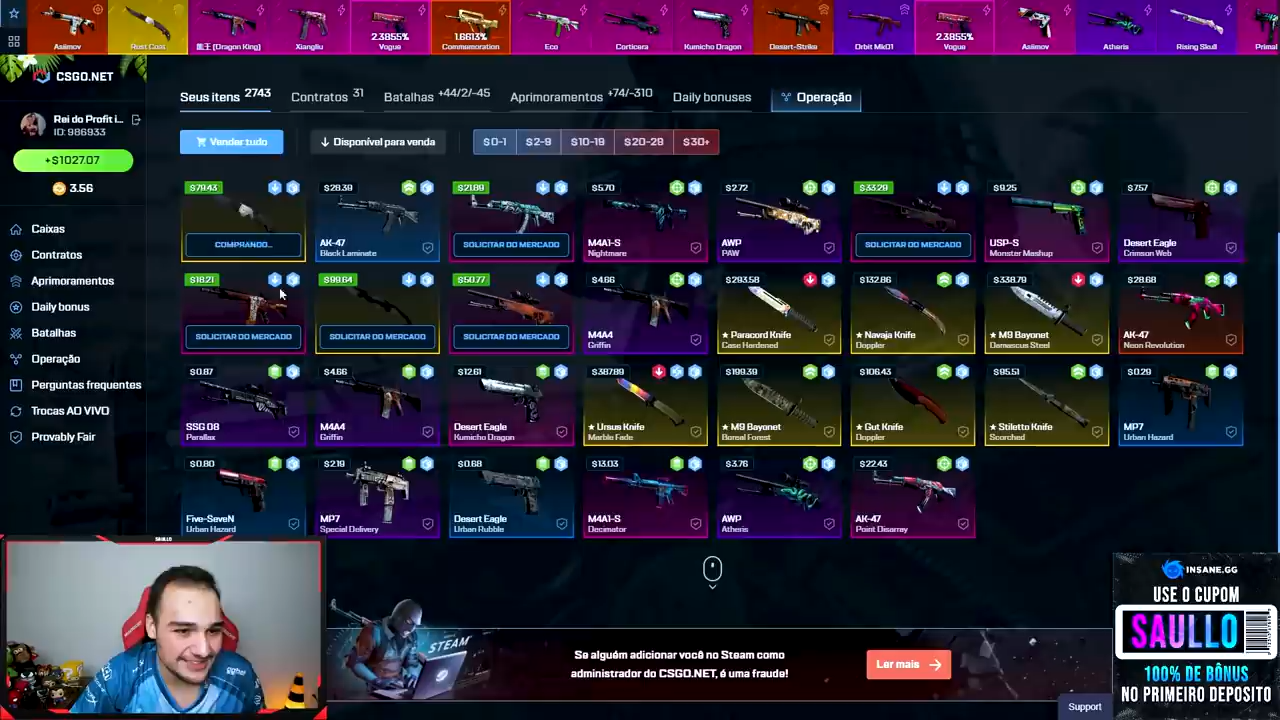 Asiimov
Rust Coat
龍王 (Dragon King)
Xiangliu
2.3855%
Vogue
1.6613%
Commemoration
Eco
Corticera
Kumicho Dragon
Desert-Strike
Orbit Mk01
2.3855%
Vogue
Asiimov
Atheris
Rising Skull
Primal
CSGO.NET
Rei do Profit i...
ID: 986933
+$1027.07
3.56
Caixas
Contratos
Aprimoramentos
Daily bonus
Batalhas
Operação
Perguntas frequentes
Trocas AO VIVO
Provably Fair
Seus itens 2743
Contratos 31
Batalhas +44/2/-45
Aprimoramentos +74/-310
Daily bonuses
Operação
Vender tudo
Disponível para venda
$0-1
$2-9
$10-19
$20-29
$30+
$79.43
COMPRANDO...
$28.39
AK-47
Black Laminate
$21.89
SOLICITAR DO MERCADO
$5.70
M4A1-S
Nightmare
$2.72
AWP
PAW
$33.29
SOLICITAR DO MERCADO
$9.25
USP-S
Monster Mashup
$7.57
Desert Eagle
Crimson Web
$18.21
SOLICITAR DO MERCADO
$99.64
SOLICITAR DO MERCADO
$50.77
SOLICITAR DO MERCADO
$4.66
M4A4
Griffin
$293.58
★ Paracord Knife
Case Hardened
$132.86
★ Navaja Knife
Doppler
$338.79
★ M9 Bayonet
Damascus Steel
$28.68
AK-47
Neon Revolution
$0.87
SSG 08
Parallax
$4.66
M4A4
Griffin
$12.61
Desert Eagle
Kumicho Dragon
$387.89
★ Ursus Knife
Marble Fade
$199.39
★ M9 Bayonet
Boreal Forest
$106.43
★ Gut Knife
Doppler
$95.51
★ Stiletto Knife
Scorched
$0.29
MP7
Urban Hazard
$0.80
Five-SeveN
Urban Hazard
$2.19
MP7
Special Delivery
$0.68
Desert Eagle
Urban Rubble
$13.03
M4A1-S
Decimator
$3.76
AWP
Atheris
$22.43
AK-47
Point Disarray
SAULLO
STEAM
Se alguém adicionar você no Steam como
administrador do CSGO.NET, é uma fraude!
Ler mais
INSANE.GG
USE O CUPOM
SAULLO
100% DE BÔNUS
NO PRIMEIRO DEPOSITO
Support